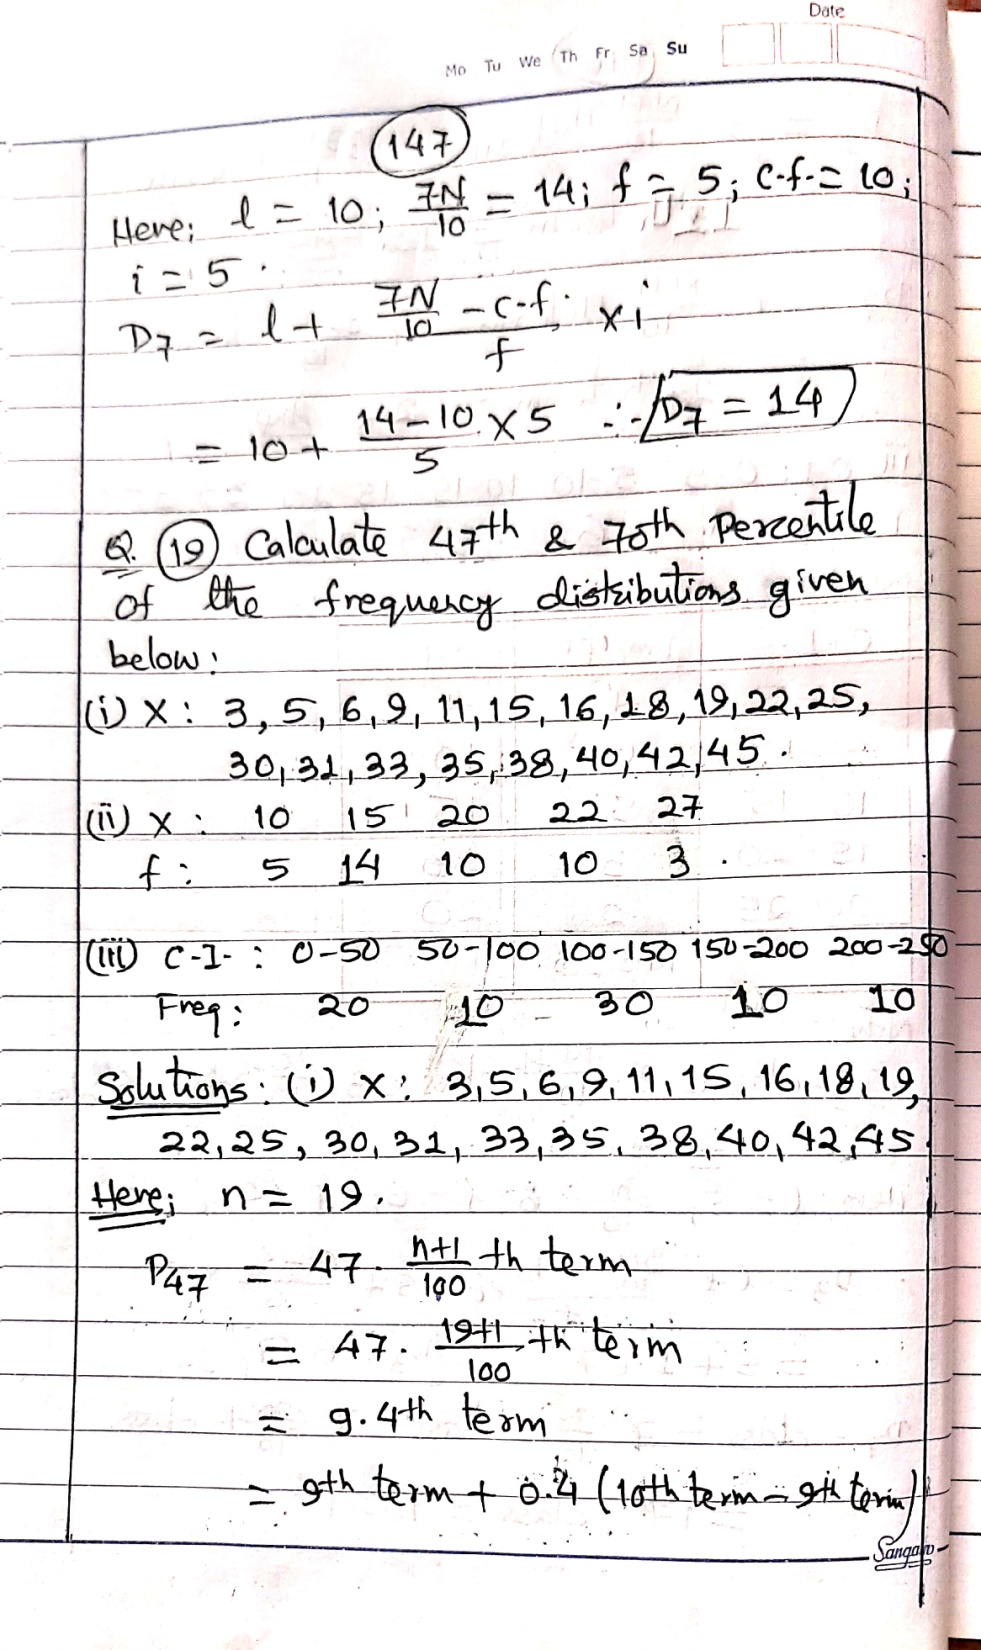 Date
Mo Tu We Th Fr Sa Su
147
Here; l = 10; 7N/10 = 14; f = 5; c.f. = 10;
i = 5.
D7 = l + (7N/10 - c.f.)/f × i
= 10 + (14-10)/5 × 5 ∴ D7 = 14
Q. 19 Calculate 47th & 70th Percentile
of the frequency distributions given
below:
(i) X: 3, 5, 6, 9, 11, 15, 16, 18, 19, 22, 25,
30, 31, 33, 35, 38, 40, 42, 45.
(ii) X: 10 15 20 22 27
f: 5 14 10 10 3.
(iii) C.I.: 0-50 50-100 100-150 150-200 200-250
Freq: 20 10 30 10 10
Solutions: (i) X: 3, 5, 6, 9, 11, 15, 16, 18, 19,
22, 25, 30, 31, 33, 35, 38, 40, 42, 45.
Here; n = 19.
P47 = 47. (n+1)/100 th term
= 47. (19+1)/100 th term
= 9.4th term
= 9th term + 0.4 (10th term - 9th term)